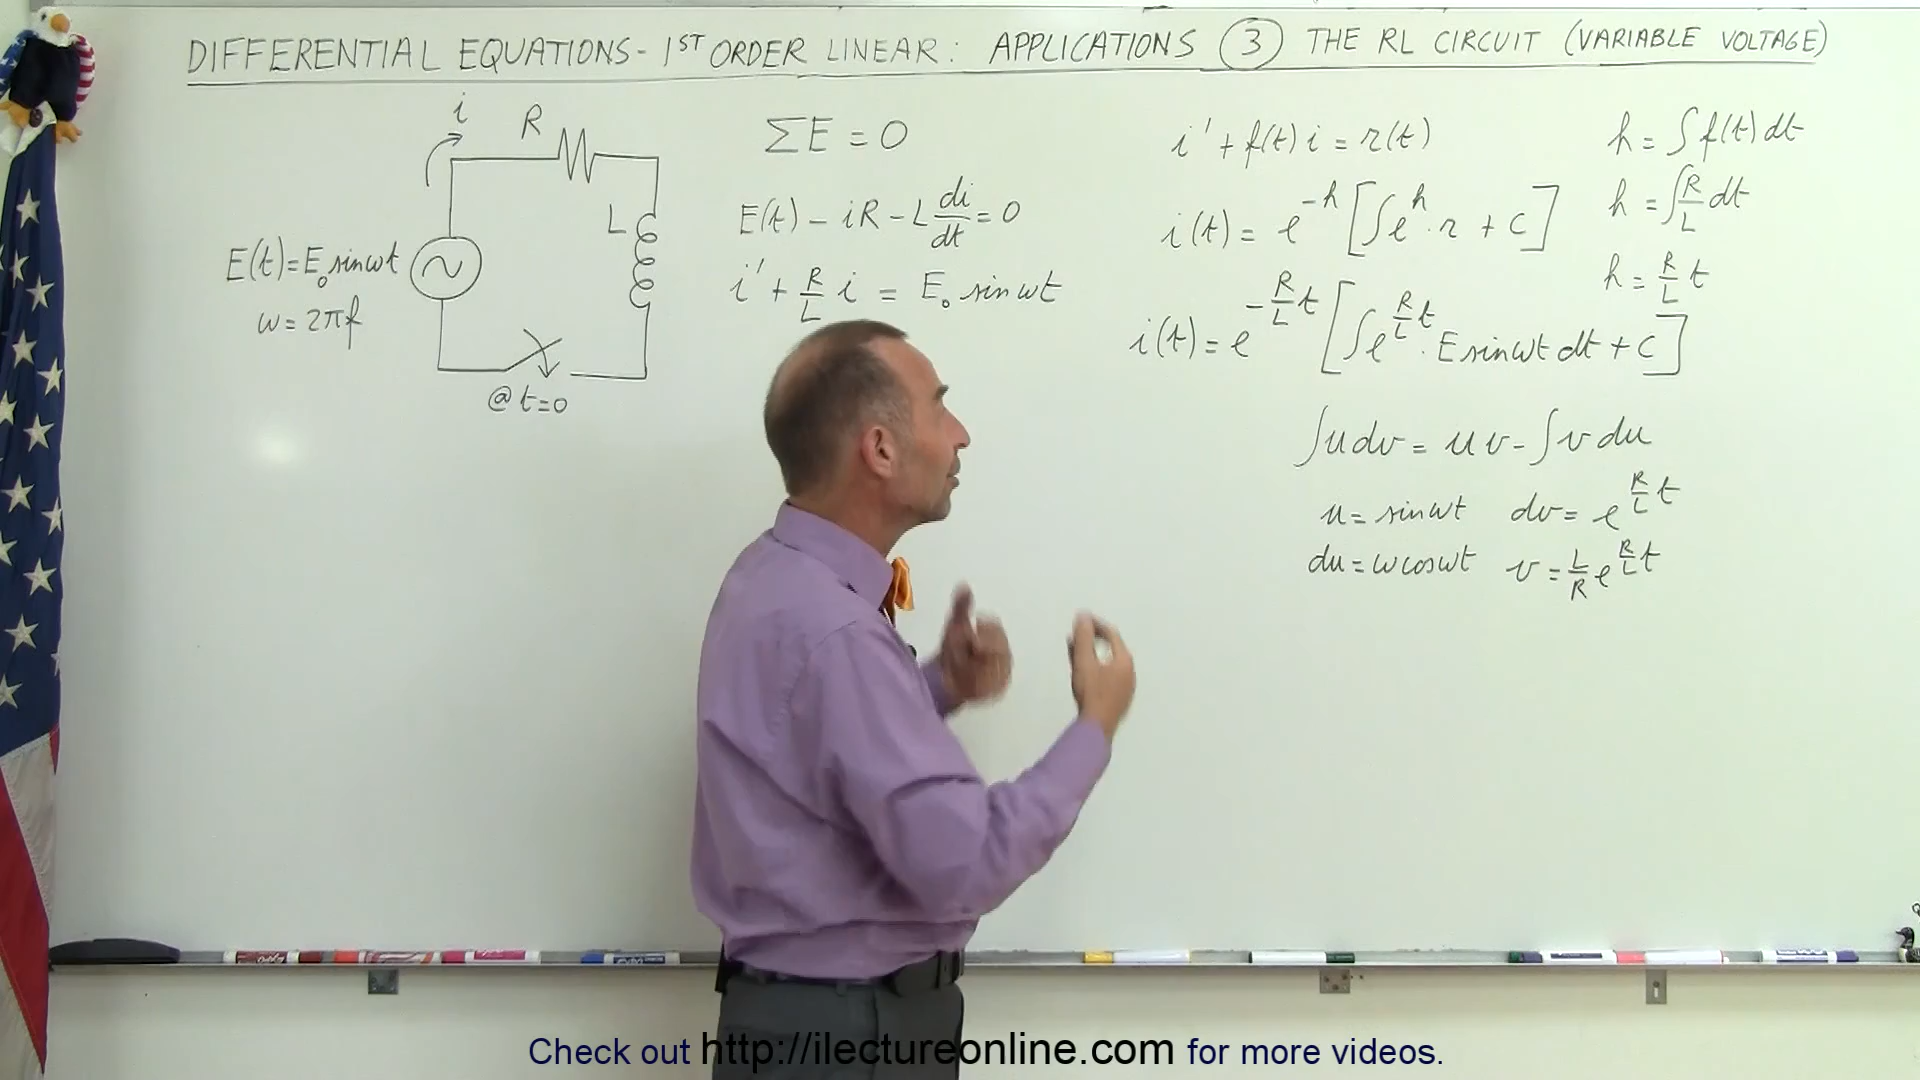 DIFFERENTIAL EQUATIONS - 1ST ORDER LINEAR: APPLICATIONS ③ THE RL CIRCUIT (VARIABLE VOLTAGE)
i
R
L
E(t) = E₀ sin ωt
ω = 2πf
@ t=0
ΣE = 0
E(t) - iR - L di/dt = 0
i' + R/L i = E₀ sin ωt
i' + f(t) i = r(t)
i(t) = e^(-h) [∫e^h · r + C]
h = ∫f(t) dt
h = ∫R/L dt
h = R/L t
i(t) = e^(-R/L t) [∫e^(R/L t) · E sin ωt dt + C]
∫u dv = u v - ∫v du
u = sin ωt dv = e^(R/L t)
du = ω cos ωt v = L/R e^(R/L t)
Check out http://ilectureonline.com for more videos.